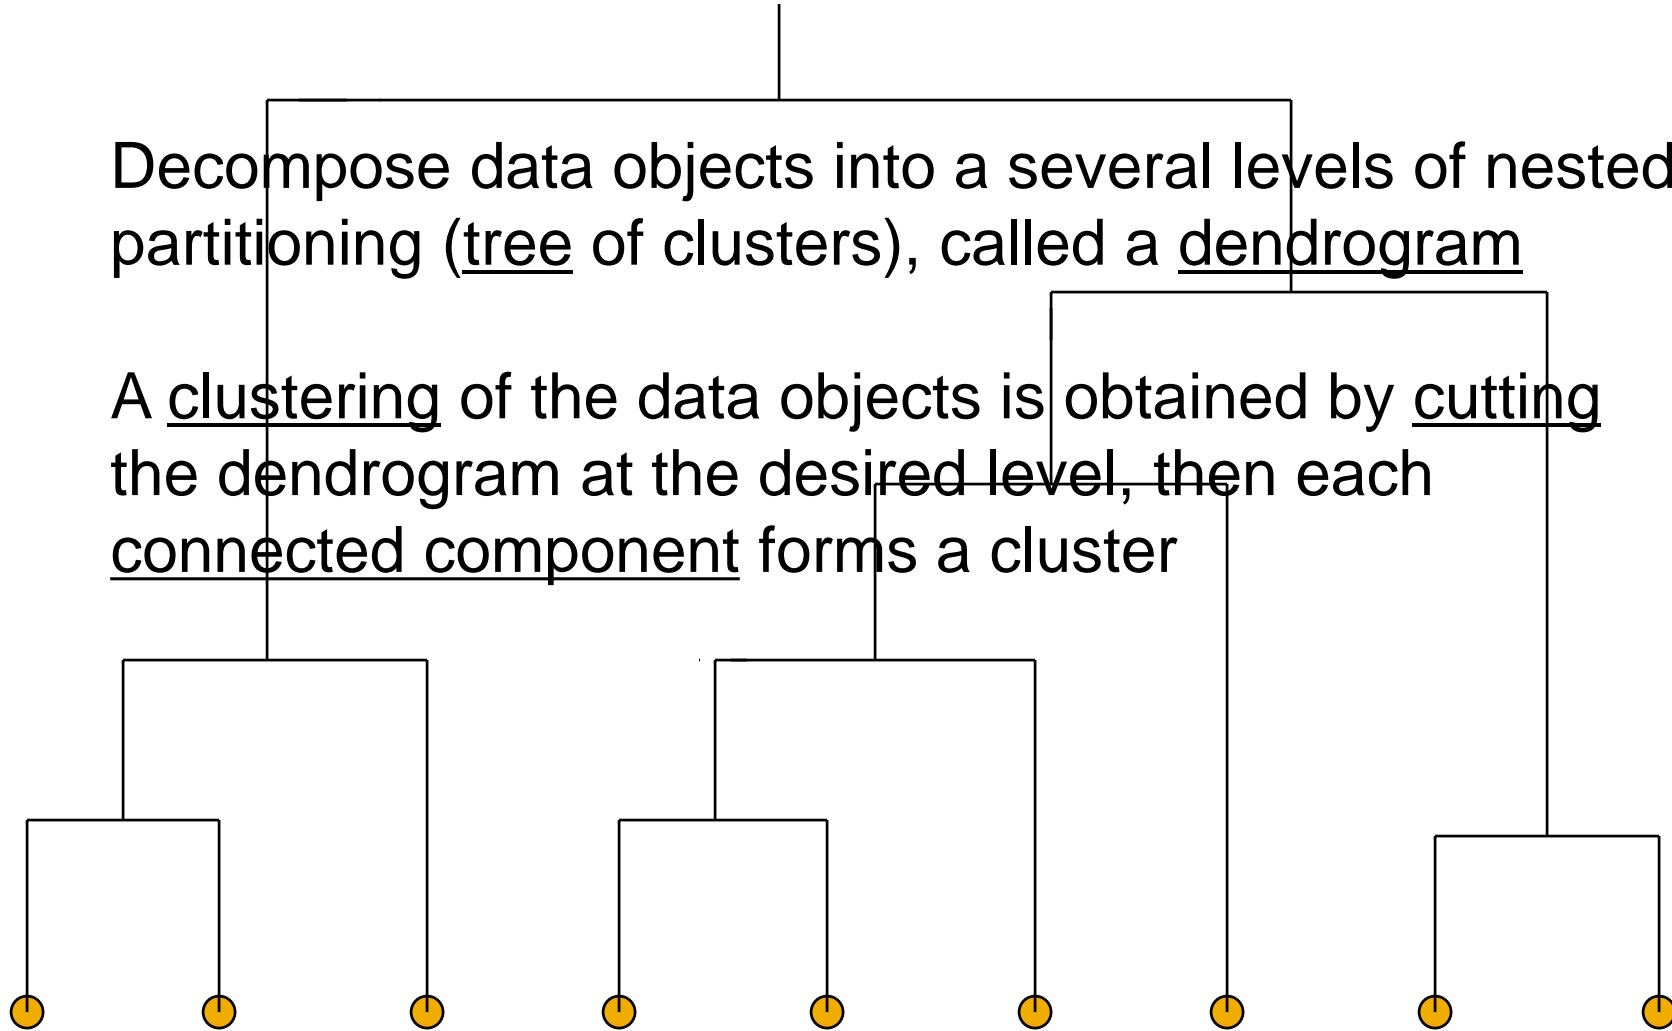 Decompose data objects into a several levels of nested
partitioning (tree of clusters), called a dendrogram
A clustering of the data objects is obtained by cutting
the dendrogram at the desired level, then each
connected component forms a cluster